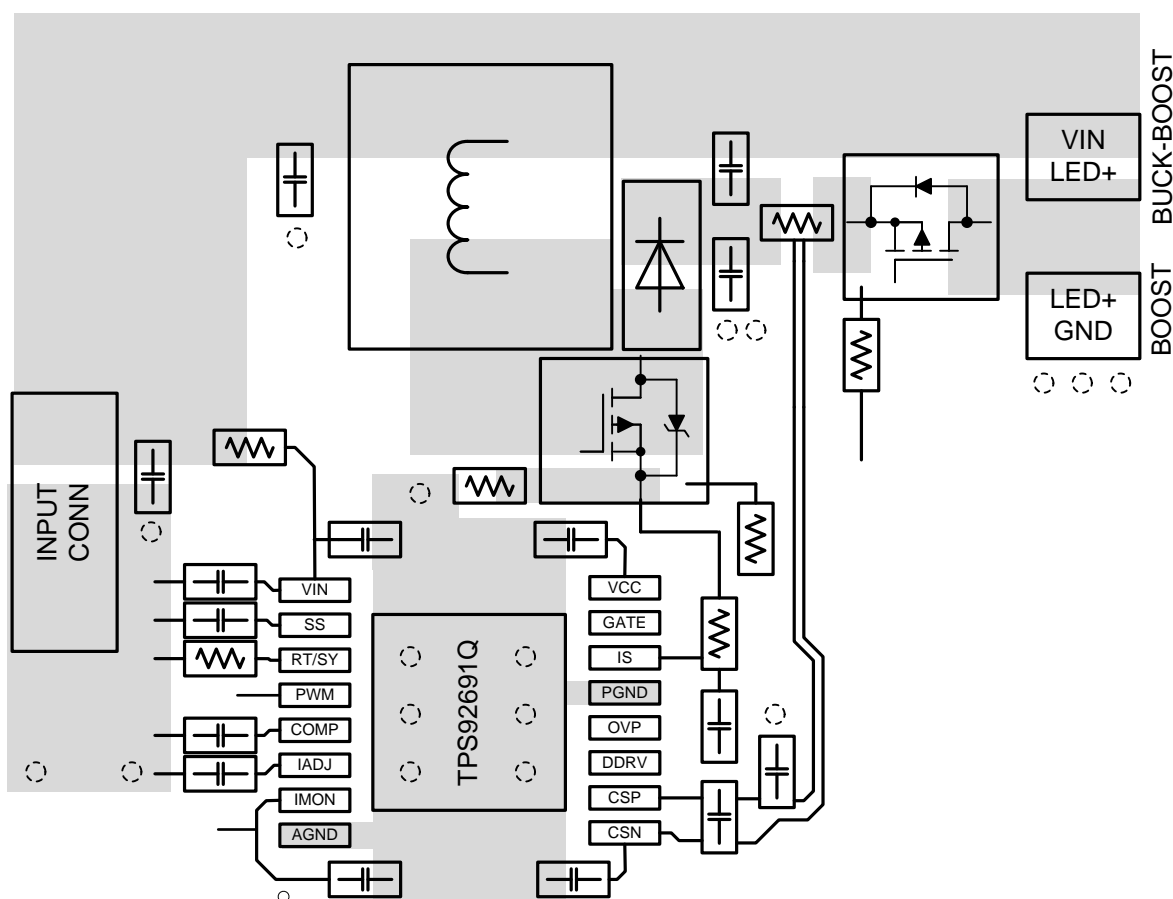 BUCK-BOOST
VIN
LED+
LED+
GND
BOOST
INPUT
CONN
VIN
SS
RT/SY
PWM
COMP
IADJ
IMON
AGND
TPS92691Q
VCC
GATE
IS
PGND
OVP
DDRV
CSP
CSN